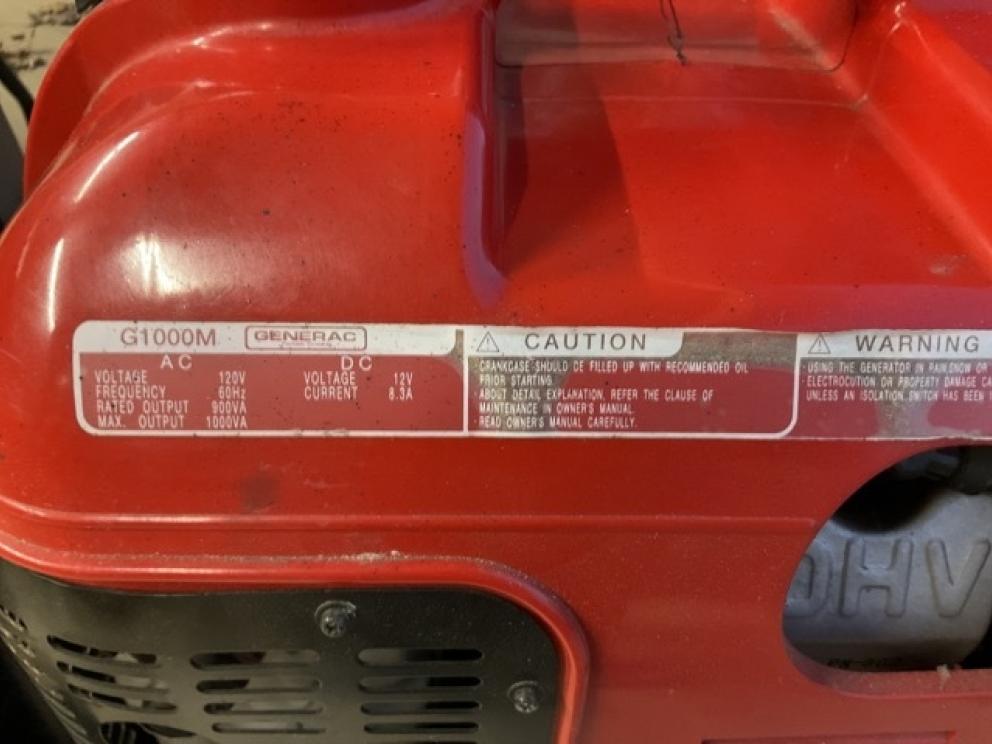 G1000M GENERAC
AC DC
VOLTAGE 120V VOLTAGE 12V
FREQUENCY 60Hz CURRENT 8.3A
RATED OUTPUT 900VA
MAX. OUTPUT 1000VA
CAUTION
CRANKCASE SHOULD BE FILLED UP WITH RECOMMENDED OIL
PRIOR STARTING.
ABOUT DETAIL EXPLANATION, REFER THE CLAUSE OF
MAINTENANCE IN OWNER'S MANUAL.
READ OWNER'S MANUAL CAREFULLY.
WARNING
USING THE GENERATOR IN RAIN,SNOW OR
ELECTROCUTION OR PROPERTY DAMAGE CA
UNLESS AN ISOLATION SWITCH HAS BEEN
OHV